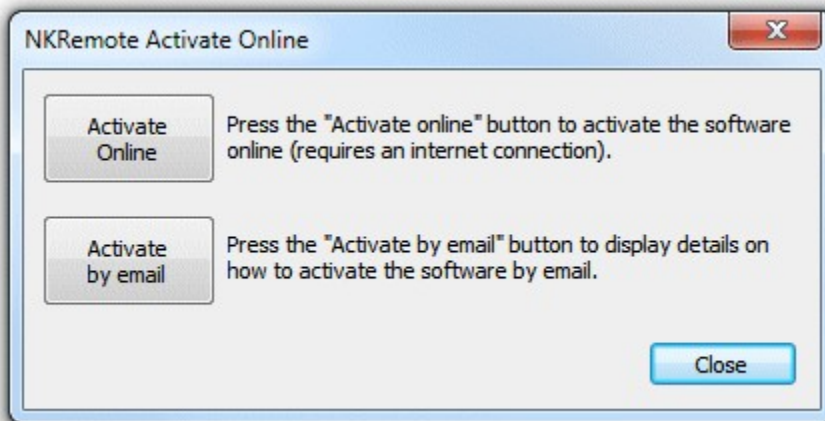 NKRemote Activate Online
Activate
Online
Press the "Activate online" button to activate the software
online (requires an internet connection).
Activate
by email
Press the "Activate by email" button to display details on
how to activate the software by email.
Close